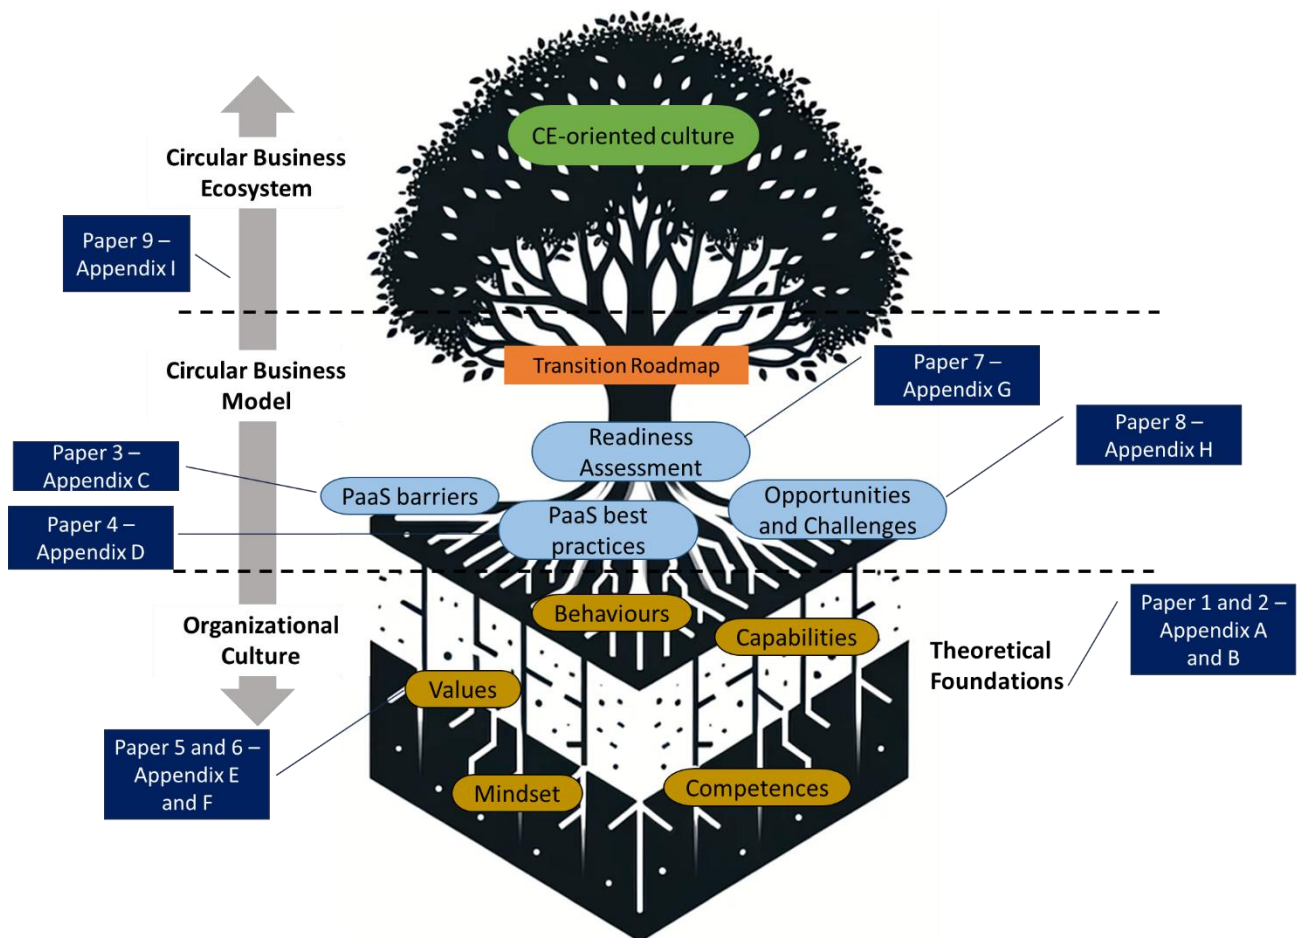 CE-oriented culture
Circular Business
Ecosystem
Paper 9 –
Appendix I
Transition Roadmap
Paper 7 –
Appendix G
Circular Business
Model
Paper 8 –
Appendix H
Readiness
Assessment
Paper 3 –
Appendix C
PaaS barriers
Opportunities
and Challenges
PaaS best
practices
Paper 4 –
Appendix D
Behaviours
Paper 1 and 2 –
Appendix A
and B
Organizational
Culture
Capabilities
Theoretical
Foundations
Values
Paper 5 and 6 –
Appendix E
and F
Mindset
Competences